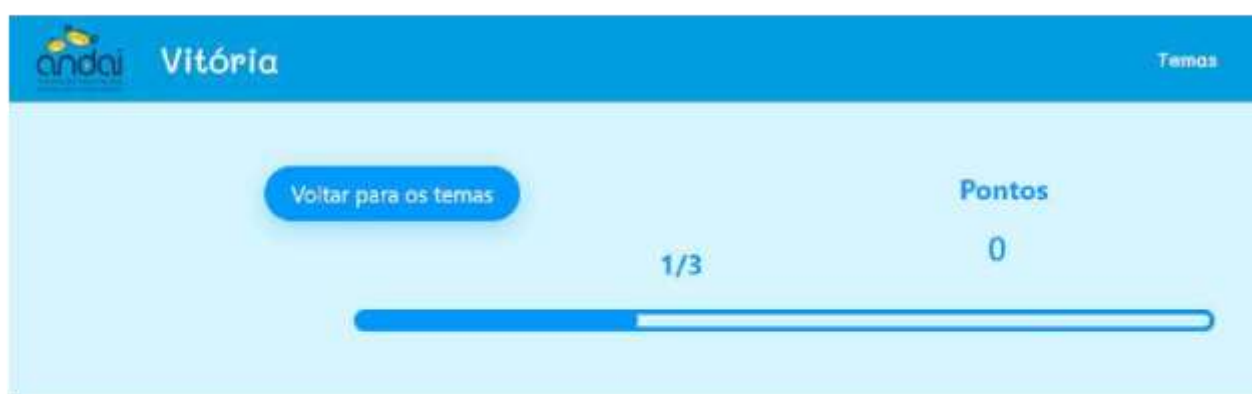 andai
Vitória
Temas
Voltar para os temas
Pontos
0
1/3